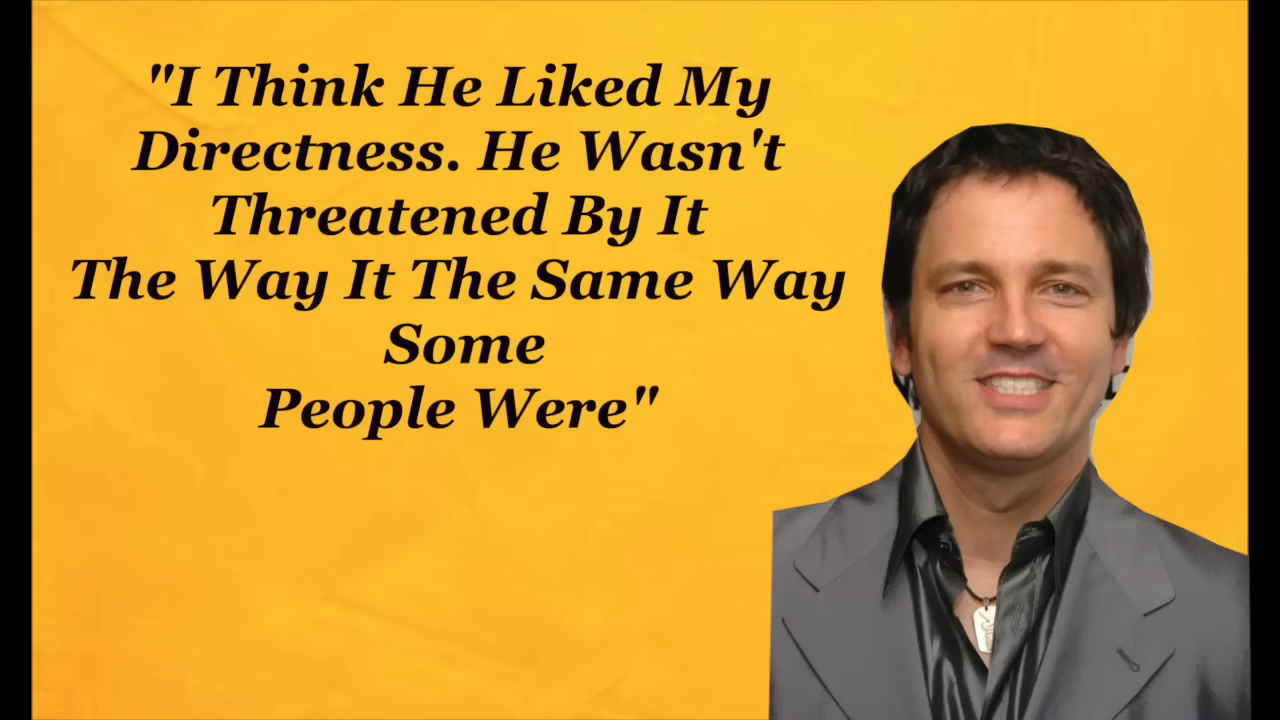 "I Think He Liked My
Directness. He Wasn't
Threatened By It
The Way It The Same Way
Some
People Were"